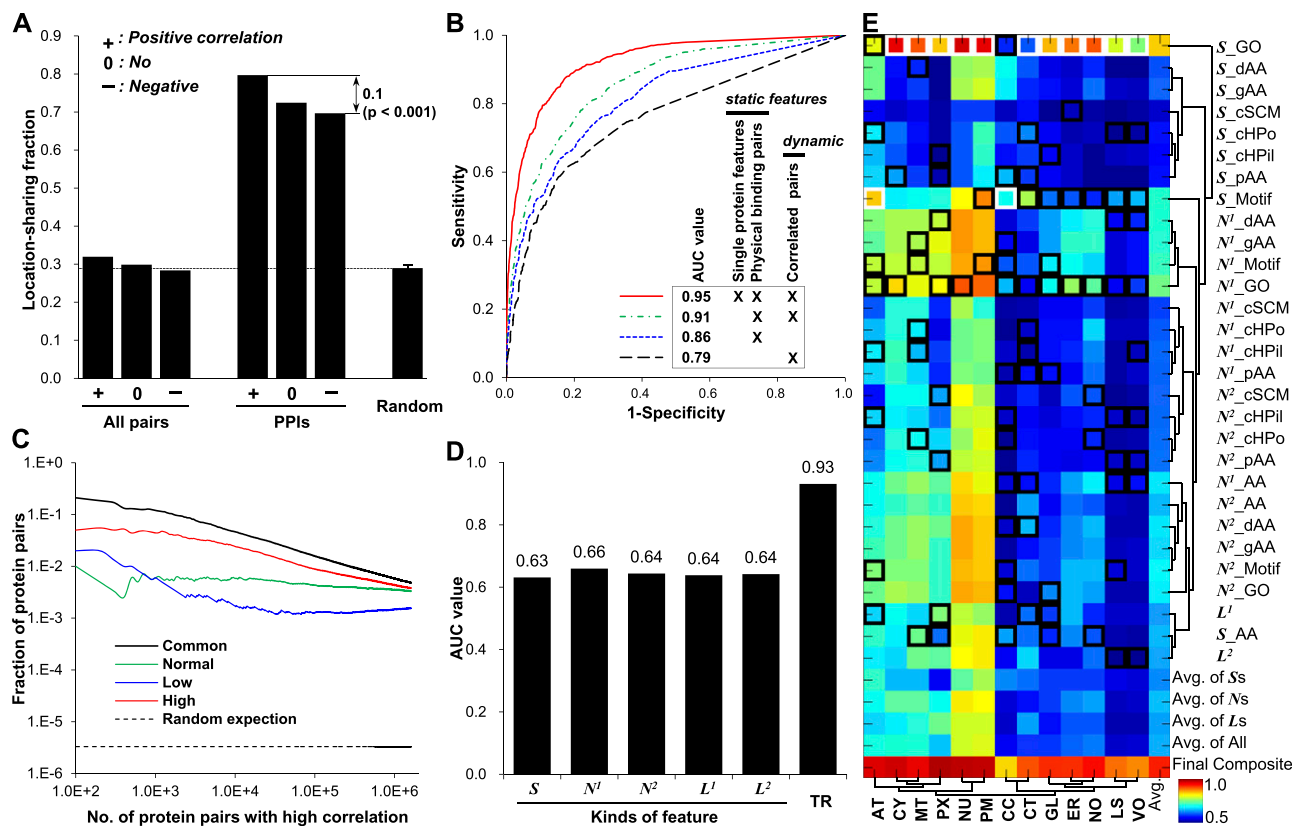 A
+ : Positive correlation
0 : No
– : Negative
Location-sharing fraction
0.9
0.8
0.7
0.6
0.5
0.4
0.3
0.2
0.1
0.0
0.1
(p < 0.001)
+ 0 –
All pairs
+ 0 –
PPIs
Random
B
Sensitivity
1.0
0.8
0.6
0.4
0.2
0.0
0.0 0.2 0.4 0.6 0.8 1.0
1-Specificity
static features
dynamic
AUC value
Single protein features
Physical binding pairs
Correlated pairs
0.95 X X X
0.91 X X
0.86 X
0.79 X
C
Fraction of protein pairs
1.E+0
1.E-1
1.E-2
1.E-3
1.E-4
1.E-5
1.E-6
Common
Normal
Low
High
Random expection
1.0E+2 1.0E+3 1.0E+4 1.0E+5 1.0E+6
No. of protein pairs with high correlation
D
AUC value
1.0
0.8
0.6
0.4
0.2
0.0
0.63 0.66 0.64 0.64 0.64 0.93
S N¹ N² L¹ L² TR
Kinds of feature
E
S_GO
S_dAA
S_gAA
S_cSCM
S_cHPo
S_cHPil
S_pAA
S_Motif
N¹_dAA
N¹_gAA
N¹_Motif
N¹_GO
N¹_cSCM
N¹_cHPo
N¹_cHPil
N¹_pAA
N²_cSCM
N²_cHPil
N²_cHPo
N²_pAA
N¹_AA
N²_AA
N²_dAA
N²_gAA
N²_Motif
N²_GO
L¹
S_AA
L²
Avg. of Ss
Avg. of Ns
Avg. of Ls
Avg. of All
Final Composite
AT CY MT PX NU PM CC CT GL ER NO LS VO Avg.
1.0
0.5